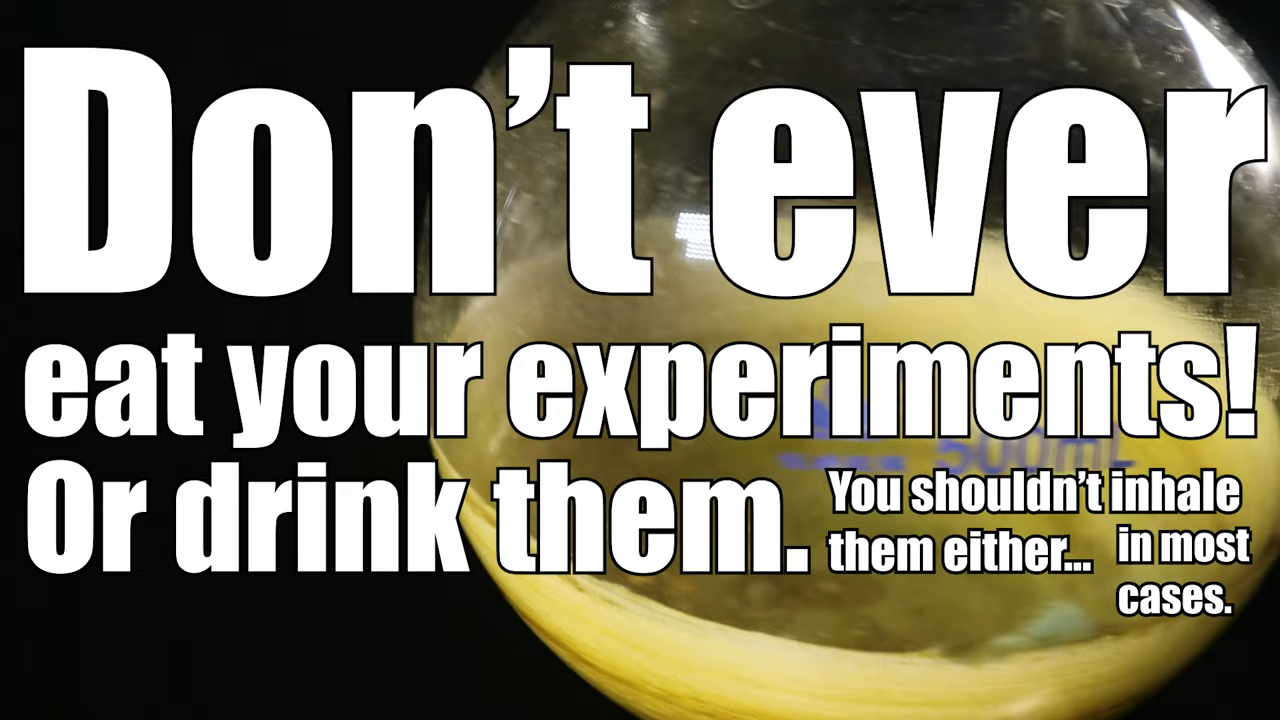 Don’t ever
eat your experiments!
Or drink them.
You shouldn’t inhale
them either...
in most
cases.
500mL